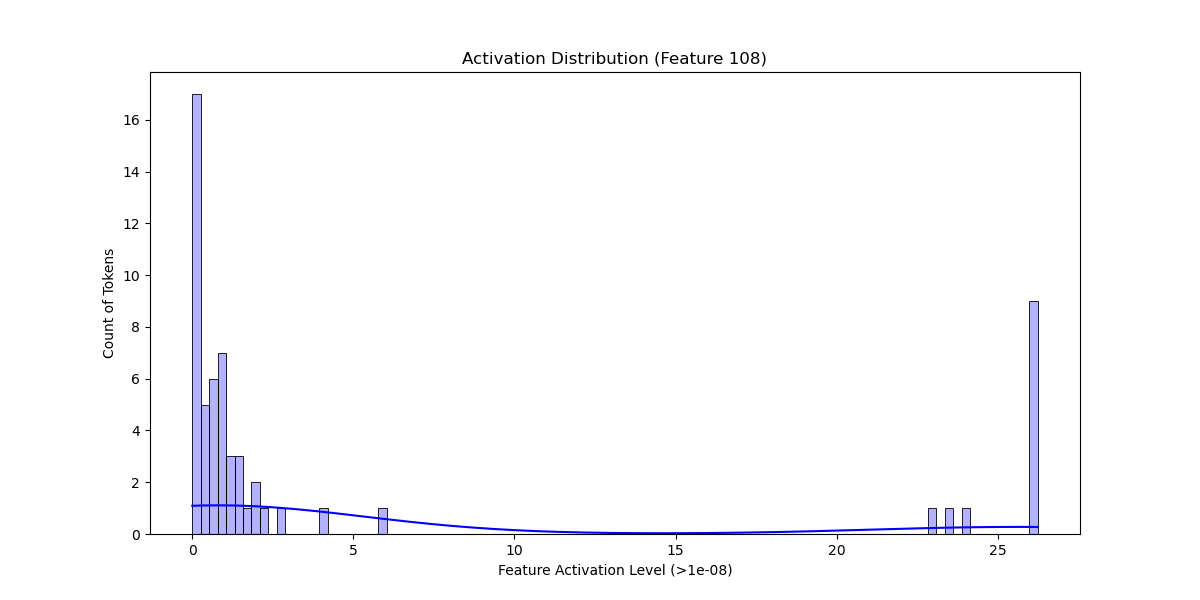 Activation Distribution (Feature 108)
Count of Tokens
16
14
12
10
8
6
4
2
0
0 5 10 15 20 25
Feature Activation Level (>1e-08)